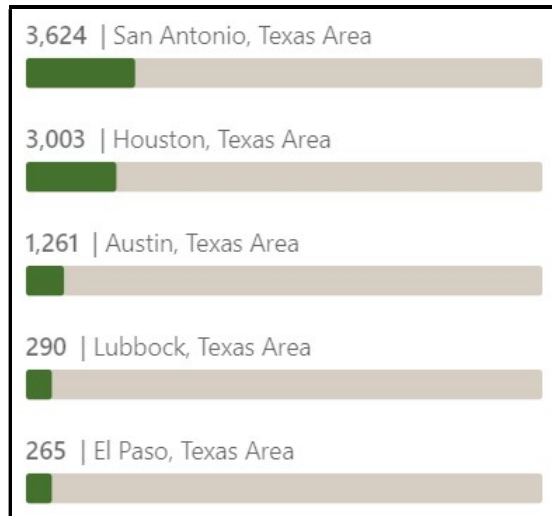 3,624 | San Antonio, Texas Area
3,003 | Houston, Texas Area
1,261 | Austin, Texas Area
290 | Lubbock, Texas Area
265 | El Paso, Texas Area